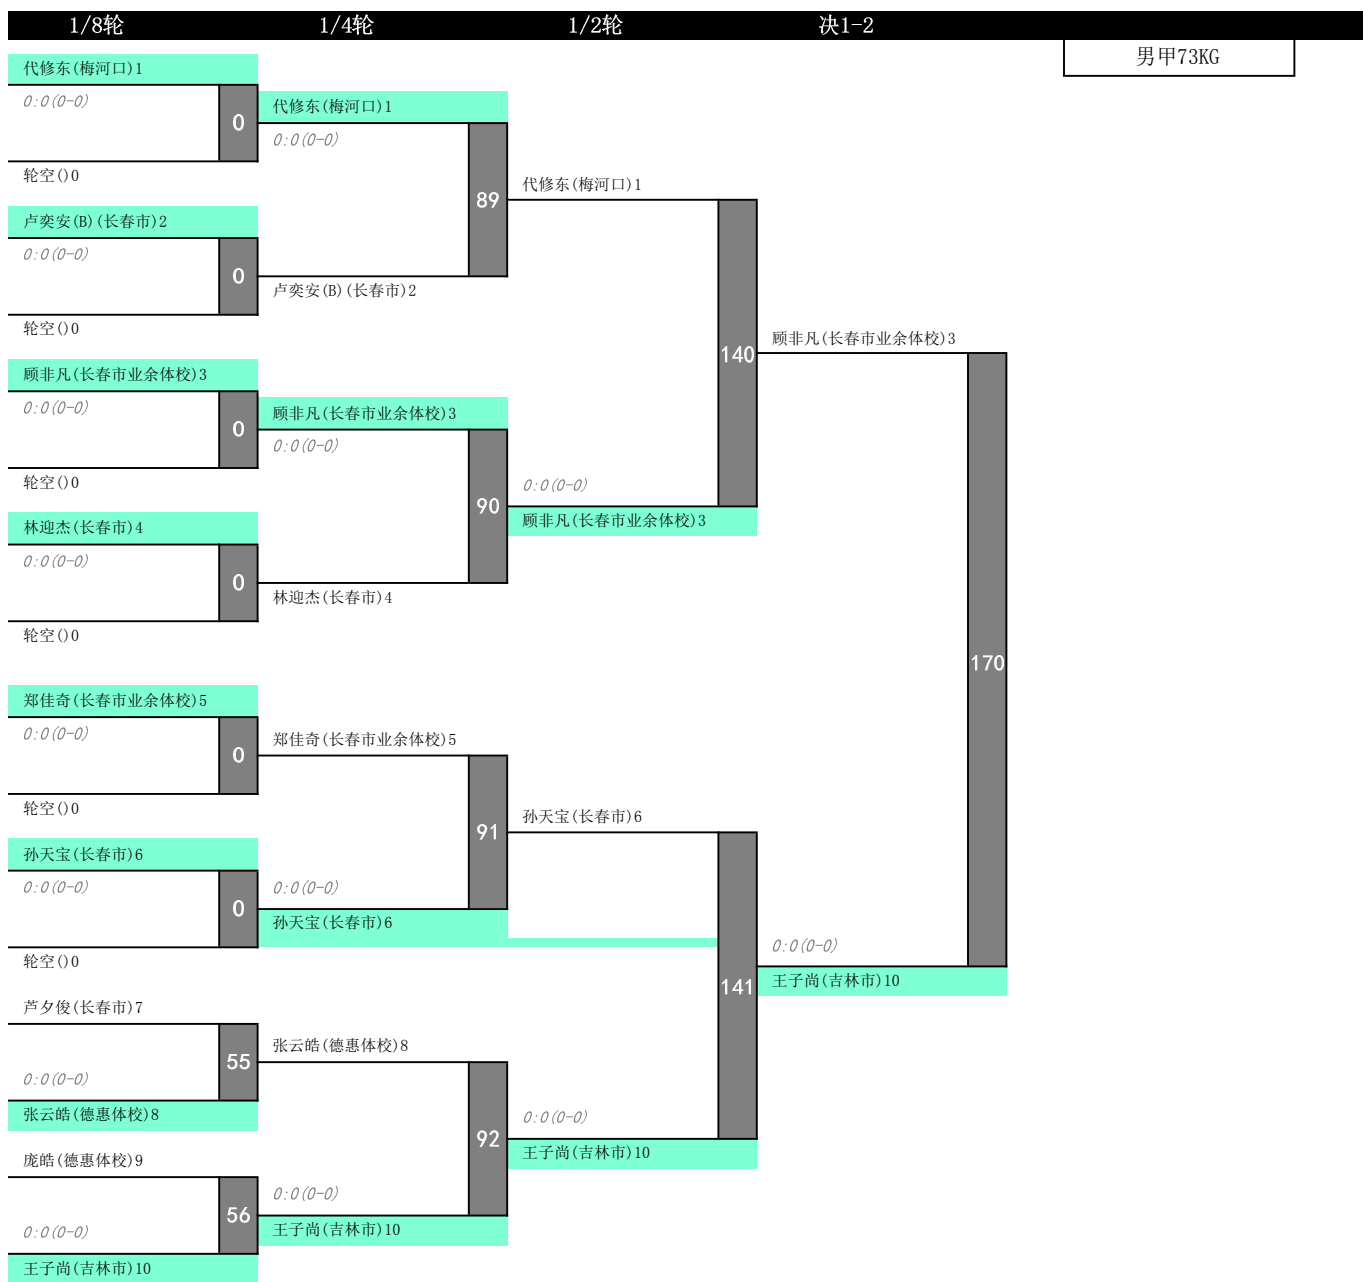 1/8轮 1/4轮 1/2轮 决1-2
男甲73KG
代修东(梅河口)1
0:0(0-0)
0
轮空()0
卢奕安(B)(长春市)2
0:0(0-0)
0
轮空()0
顾非凡(长春市业余体校)3
0:0(0-0)
0
轮空()0
林迎杰(长春市)4
0:0(0-0)
0
轮空()0
郑佳奇(长春市业余体校)5
0:0(0-0)
0
轮空()0
孙天宝(长春市)6
0:0(0-0)
0
轮空()0
芦夕俊(长春市)7
55
0:0(0-0)
张云皓(德惠体校)8
庞皓(德惠体校)9
56
0:0(0-0)
王子尚(吉林市)10
代修东(梅河口)1
0:0(0-0)
89
卢奕安(B)(长春市)2
顾非凡(长春市业余体校)3
0:0(0-0)
90
林迎杰(长春市)4
郑佳奇(长春市业余体校)5
91
0:0(0-0)
孙天宝(长春市)6
张云皓(德惠体校)8
92
0:0(0-0)
王子尚(吉林市)10
代修东(梅河口)1
140
0:0(0-0)
顾非凡(长春市业余体校)3
孙天宝(长春市)6
141
0:0(0-0)
王子尚(吉林市)10
顾非凡(长春市业余体校)3
170
0:0(0-0)
王子尚(吉林市)10